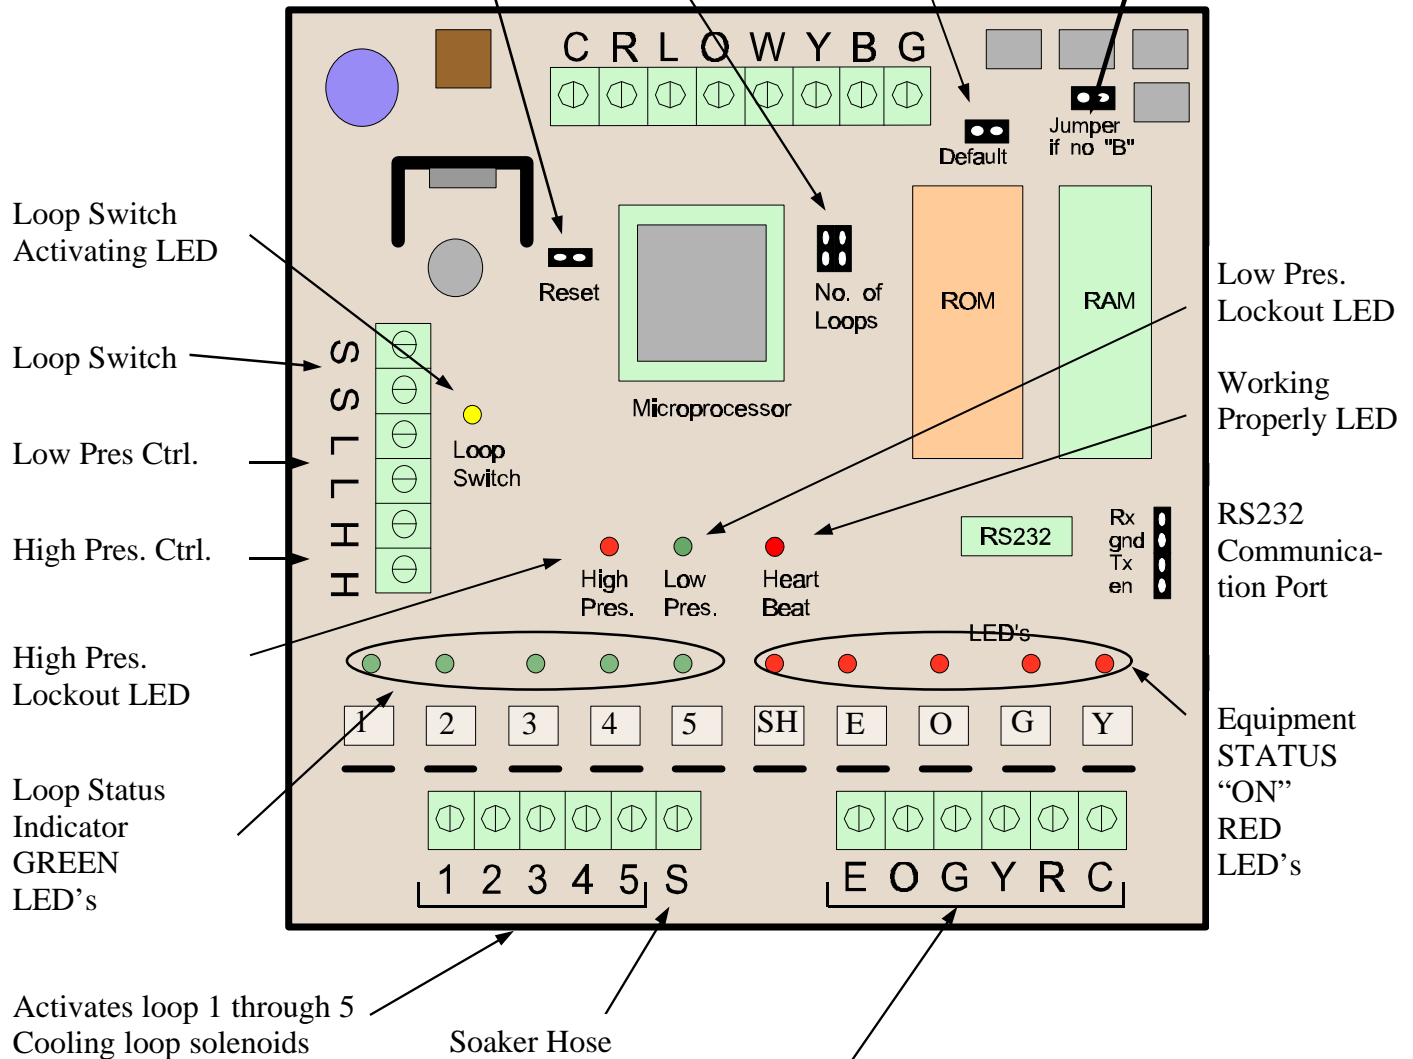 C R L O W Y B G
Default
Jumper
if no "B"
Loop Switch
Activating LED
Reset
No. of
Loops
ROM
RAM
Low Pres.
Lockout LED
Loop Switch
S
S
L
L
H
H
Microprocessor
Working
Properly LED
Low Pres Ctrl.
Loop
Switch
High Pres. Ctrl.
High
Pres.
Low
Pres.
Heart
Beat
RS232
Rx
gnd
Tx
en
RS232
Communica-
tion Port
LED's
High Pres.
Lockout LED
1 2 3 4 5 SH E O G Y
Equipment
STATUS
“ON”
RED
LED’s
Loop Status
Indicator
GREEN
LED’s
1 2 3 4 5 S
E O G Y R C
Activates loop 1 through 5
Cooling loop solenoids
Soaker Hose